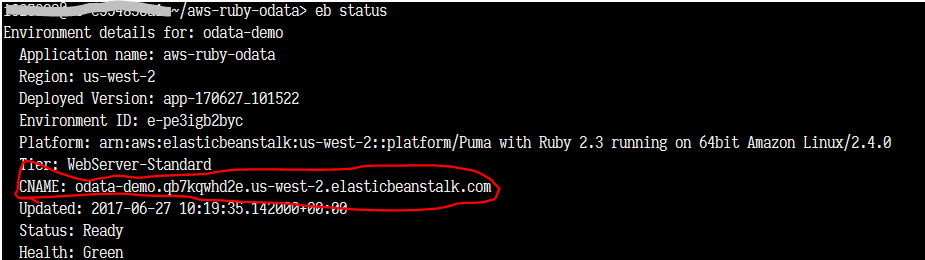 ~/aws-ruby-odata> eb status
Environment details for: odata-demo
Application name: aws-ruby-odata
Region: us-west-2
Deployed Version: app-170627_101522
Environment ID: e-pe3igb2byc
Platform: arn:aws:elasticbeanstalk:us-west-2::platform/Puma with Ruby 2.3 running on 64bit Amazon Linux/2.4.0
Tier: WebServer-Standard
CNAME: odata-demo.qb7kqwhd2e.us-west-2.elasticbeanstalk.com
Updated: 2017-06-27 10:19:35.142000+00:00
Status: Ready
Health: Green